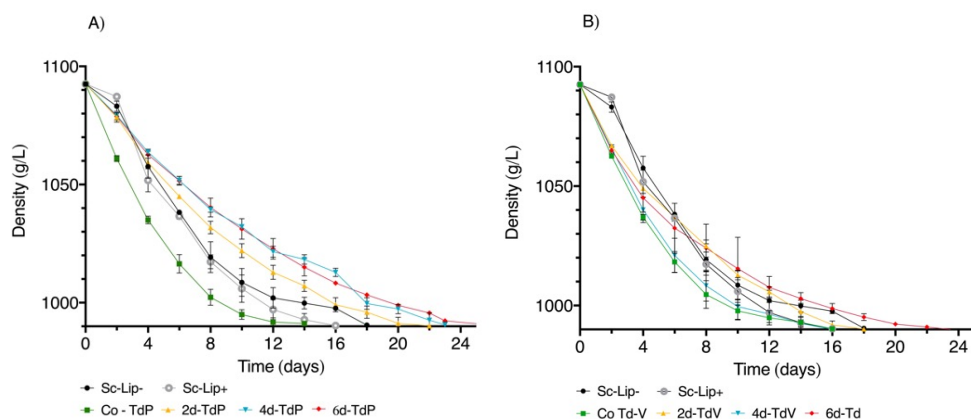 A)
1100
1050
1000
Density (g/L)
0 4 8 12 16 20 24
Time (days)
Sc-Lip- Sc-Lip+
Co - TdP 2d-TdP 4d-TdP 6d-TdP
B)
1100
1050
1000
Density (g/L)
0 4 8 12 16 20 24
Time (days)
Sc-Lip- Sc-Lip+
Co Td-V 2d-TdV 4d-TdV 6d-Td